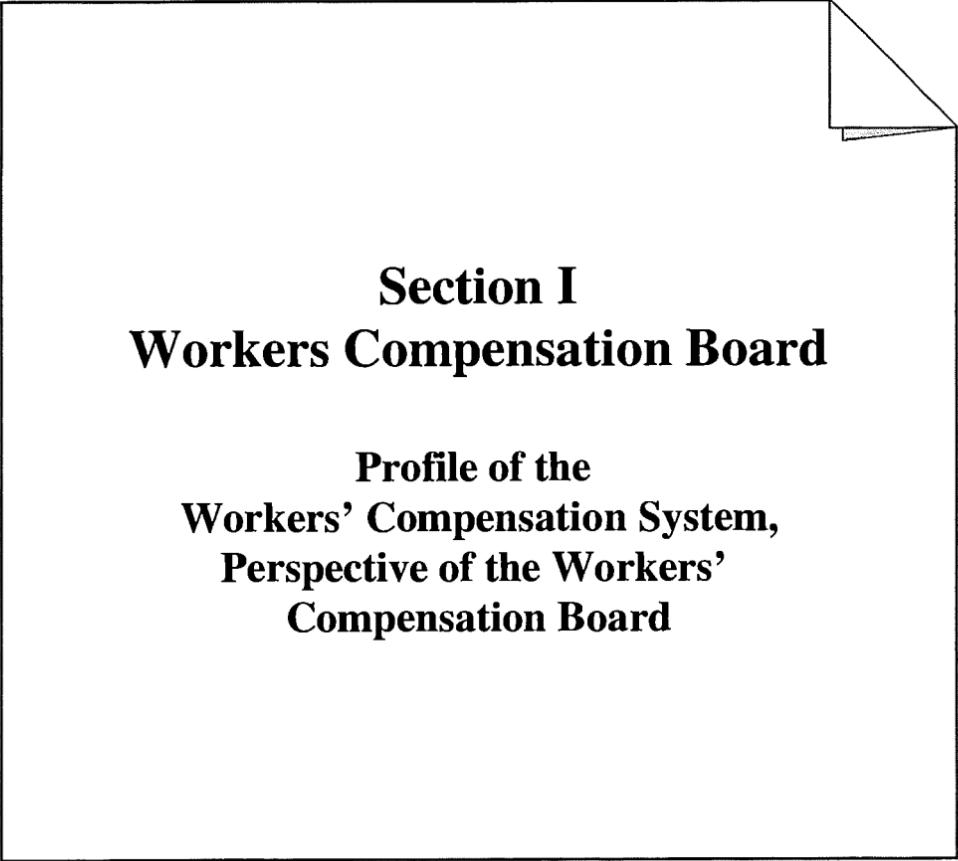 Section I
Workers Compensation Board
Profile of the
Workers’ Compensation System,
Perspective of the Workers’
Compensation Board